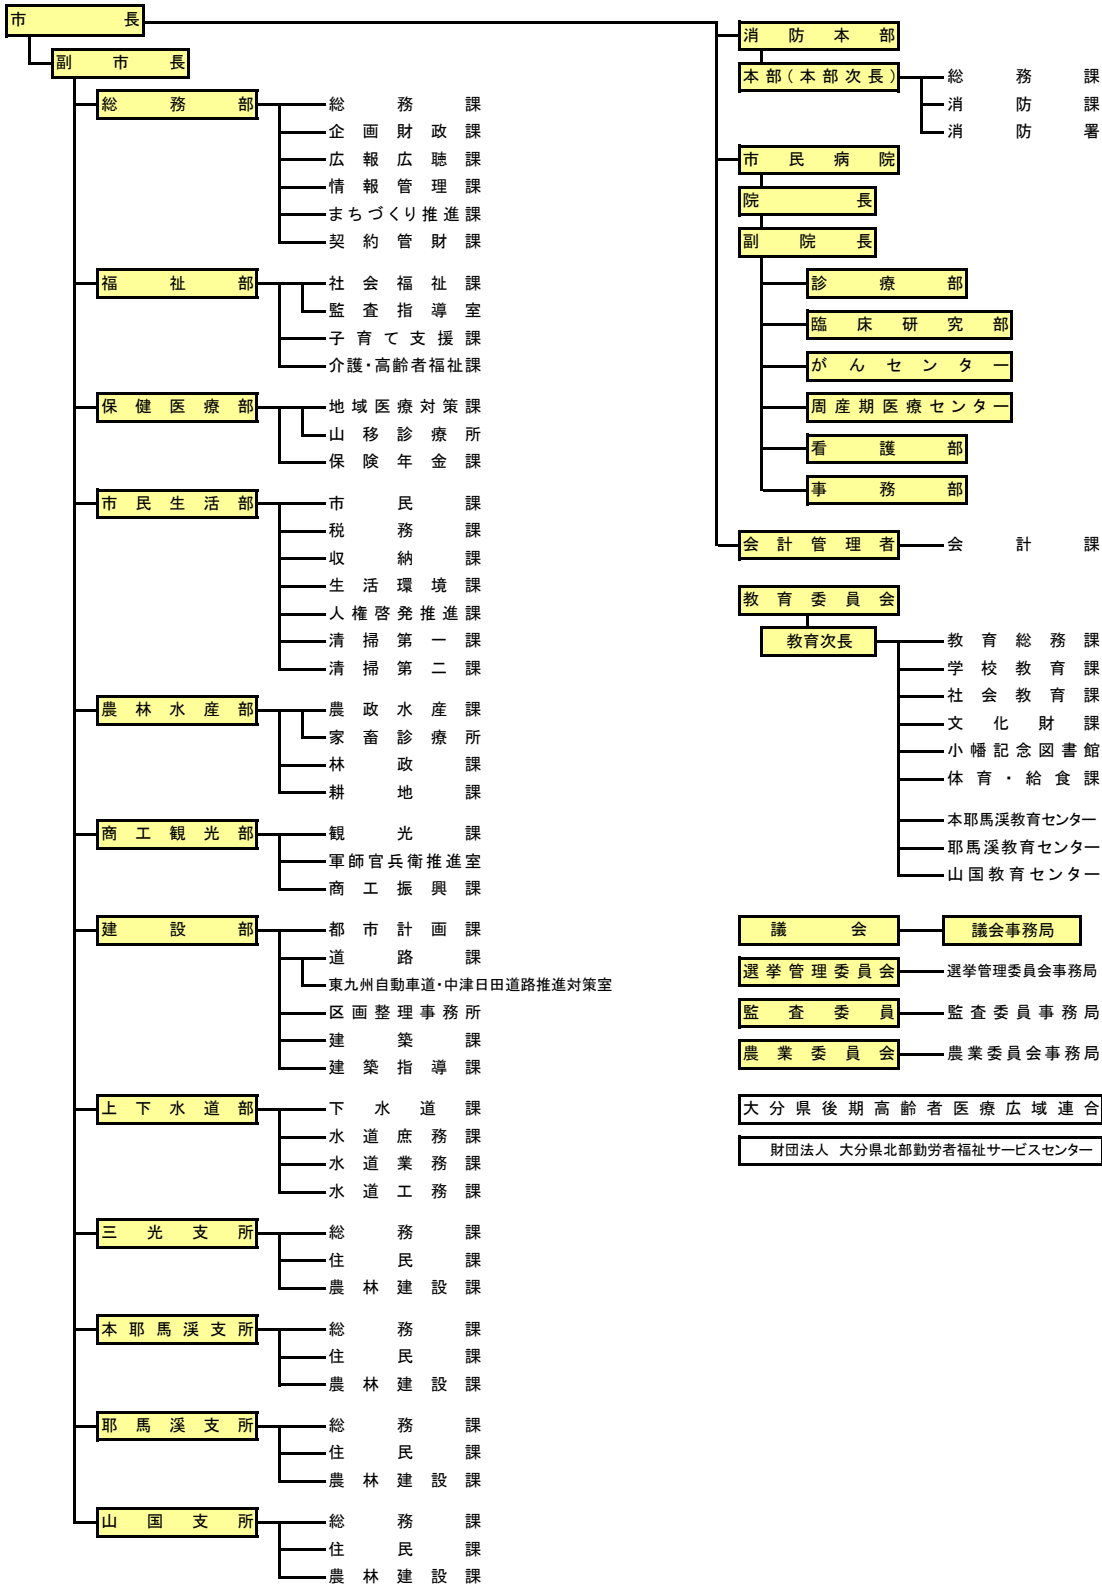 市長
副市長
総務部
総務課
企画財政課
広報広聴課
情報管理課
まちづくり推進課
契約管財課
福祉部
社会福祉課
監査指導室
子育て支援課
介護・高齢者福祉課
保健医療部
地域医療対策課
山移診療所
保険年金課
市民生活部
市民課
税務課
収納課
生活環境課
人権啓発推進課
清掃第一課
清掃第二課
農林水産部
農政水産課
家畜診療所
林政課
耕地課
商工観光部
観光課
軍師官兵衛推進室
商工振興課
建設部
都市計画課
道路課
東九州自動車道・中津日田道路推進対策室
区画整理事務所
建築課
建築指導課
上下水道部
下水道課
水道庶務課
水道業務課
水道工務課
三光支所
総務課
住民課
農林建設課
本耶馬渓支所
総務課
住民課
農林建設課
耶馬溪支所
総務課
住民課
農林建設課
山国支所
総務課
住民課
農林建設課
消防本部
本部(本部次長)
総務課
消防課
消防署
市民病院
院長
副院長
診療部
臨床研究部
がんセンター
周産期医療センター
看護部
事務部
会計管理者
会計課
教育委員会
教育次長
教育総務課
学校教育課
社会教育課
文化財課
小幡記念図書館
体育・給食課
本耶馬渓教育センター
耶馬溪教育センター
山国教育センター
議会
議会事務局
選挙管理委員会
選挙管理委員会事務局
監査委員
監査委員事務局
農業委員会
農業委員会事務局
大分県後期高齢者医療広域連合
財団法人 大分県北部勤労者福祉サービスセンター